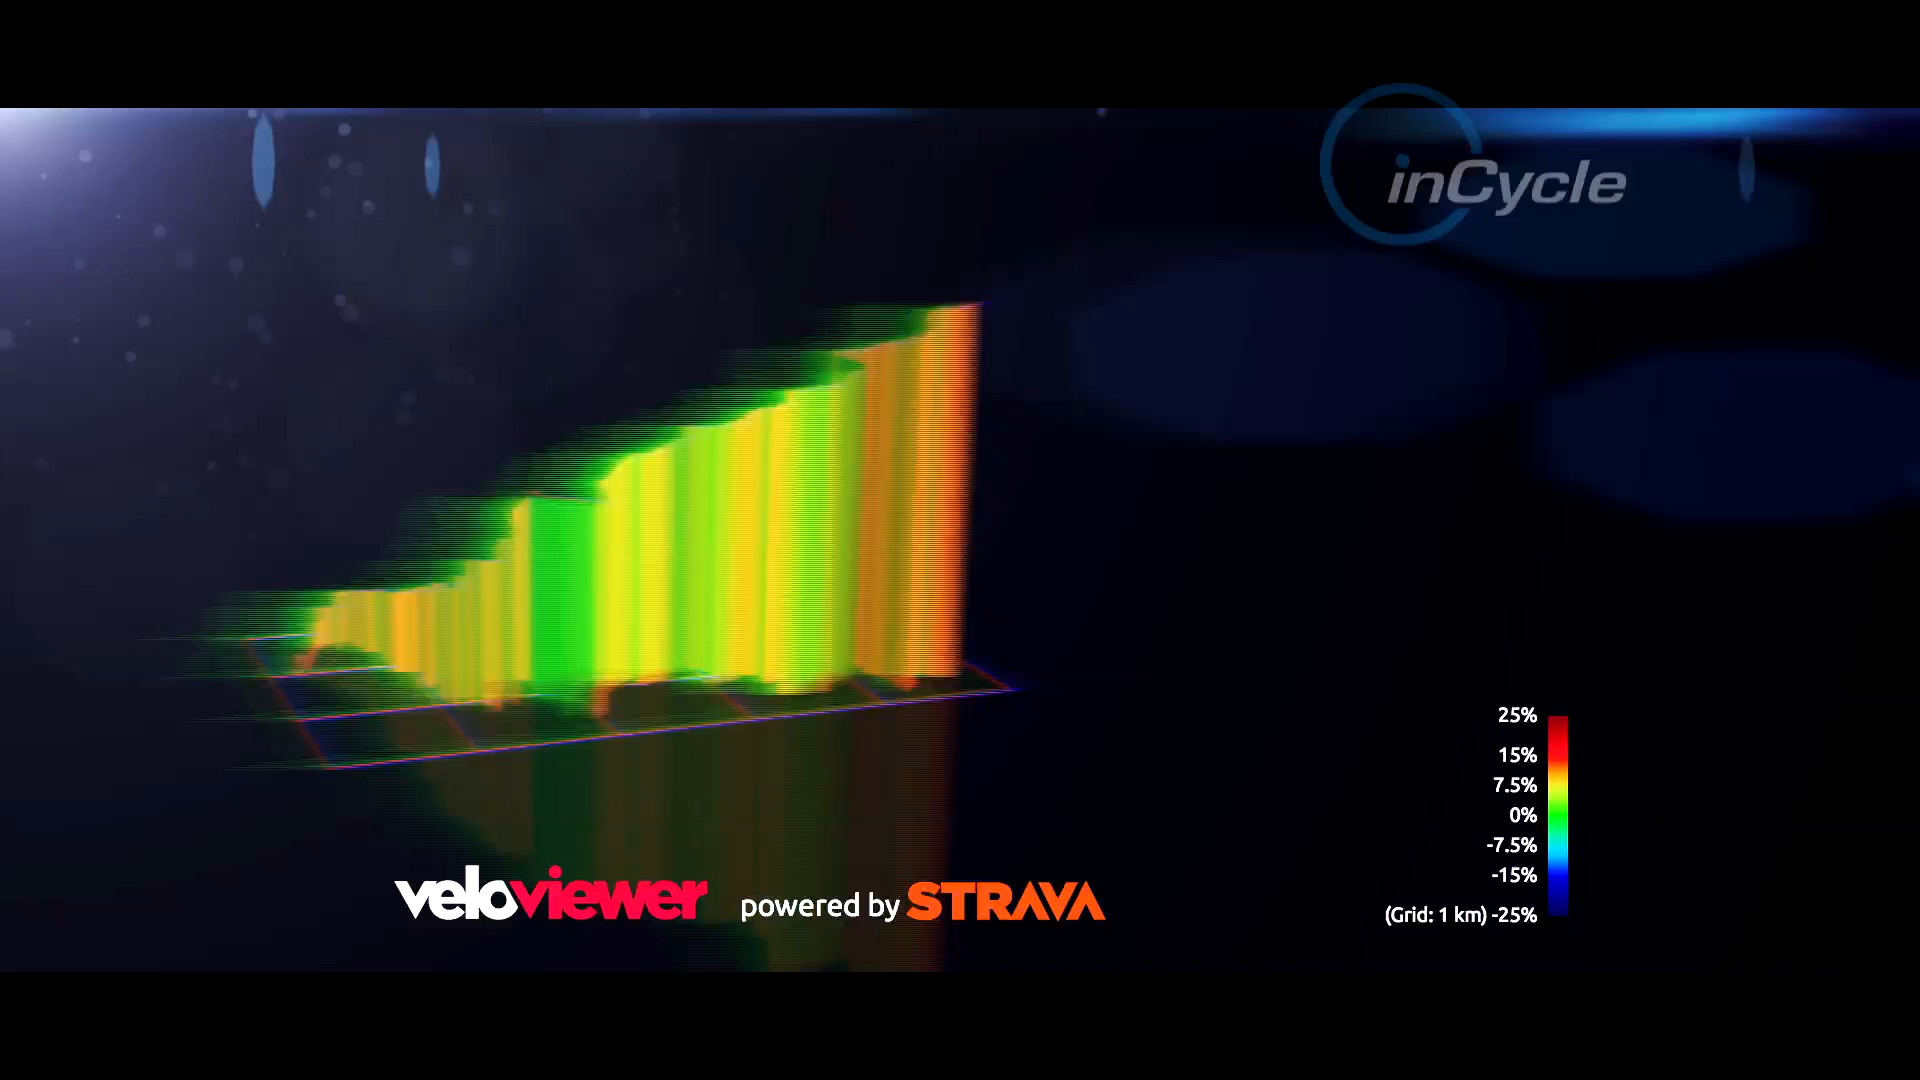 inCycle
25%
15%
7.5%
0%
-7.5%
-15%
(Grid: 1 km) -25%
veloviewer powered by STRAVA